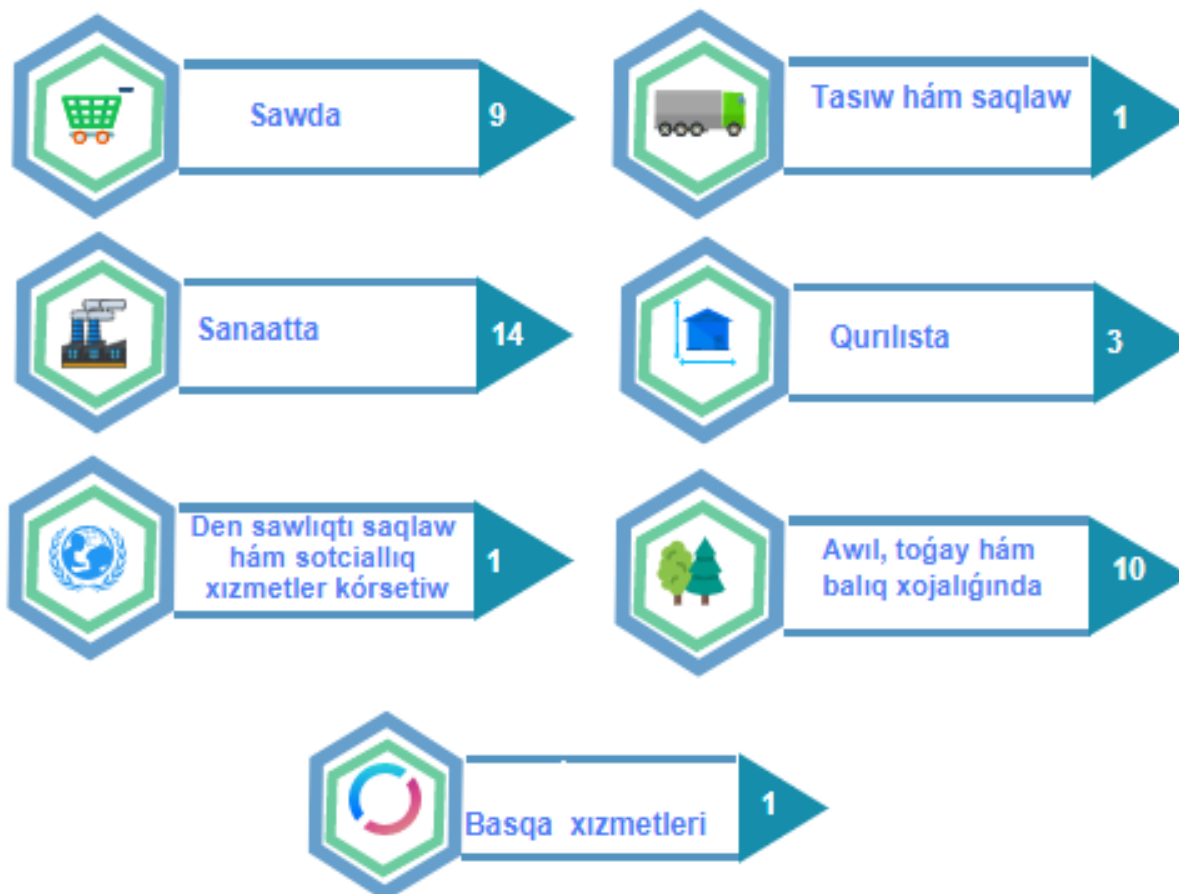 Sawda
9
Tasıw hám saqlaw
1
Sanaatta
14
Qurılısta
3
Den sawlıqtı saqlaw
hám sotciallıq
xızmetler kórsetiw
1
Awıl, toǵay hám
balıq xojalıǵında
10
Basqa xızmetleri
1